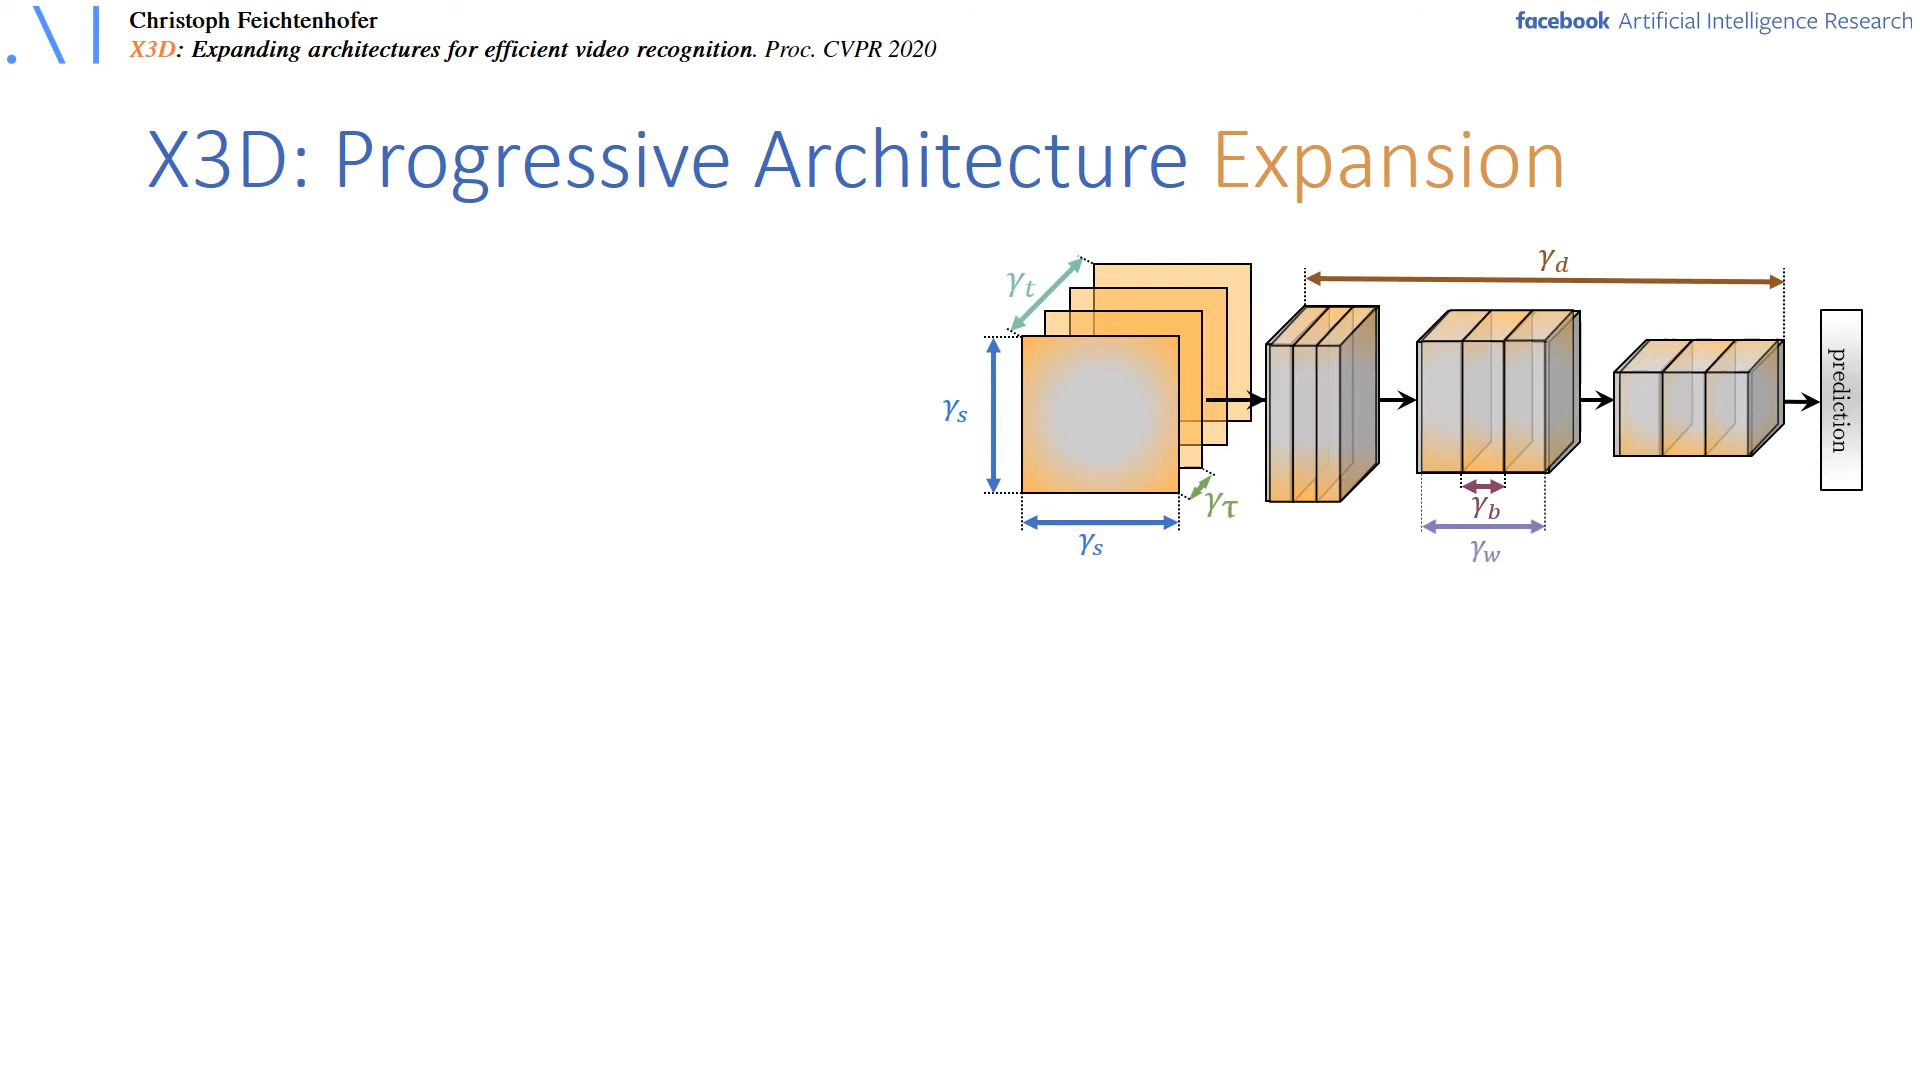 Christoph Feichtenhofer
X3D: Expanding architectures for efficient video recognition. Proc. CVPR 2020
facebook Artificial Intelligence Research
X3D: Progressive Architecture Expansion
γt
γd
γs
γτ
γs
γb
γw
prediction